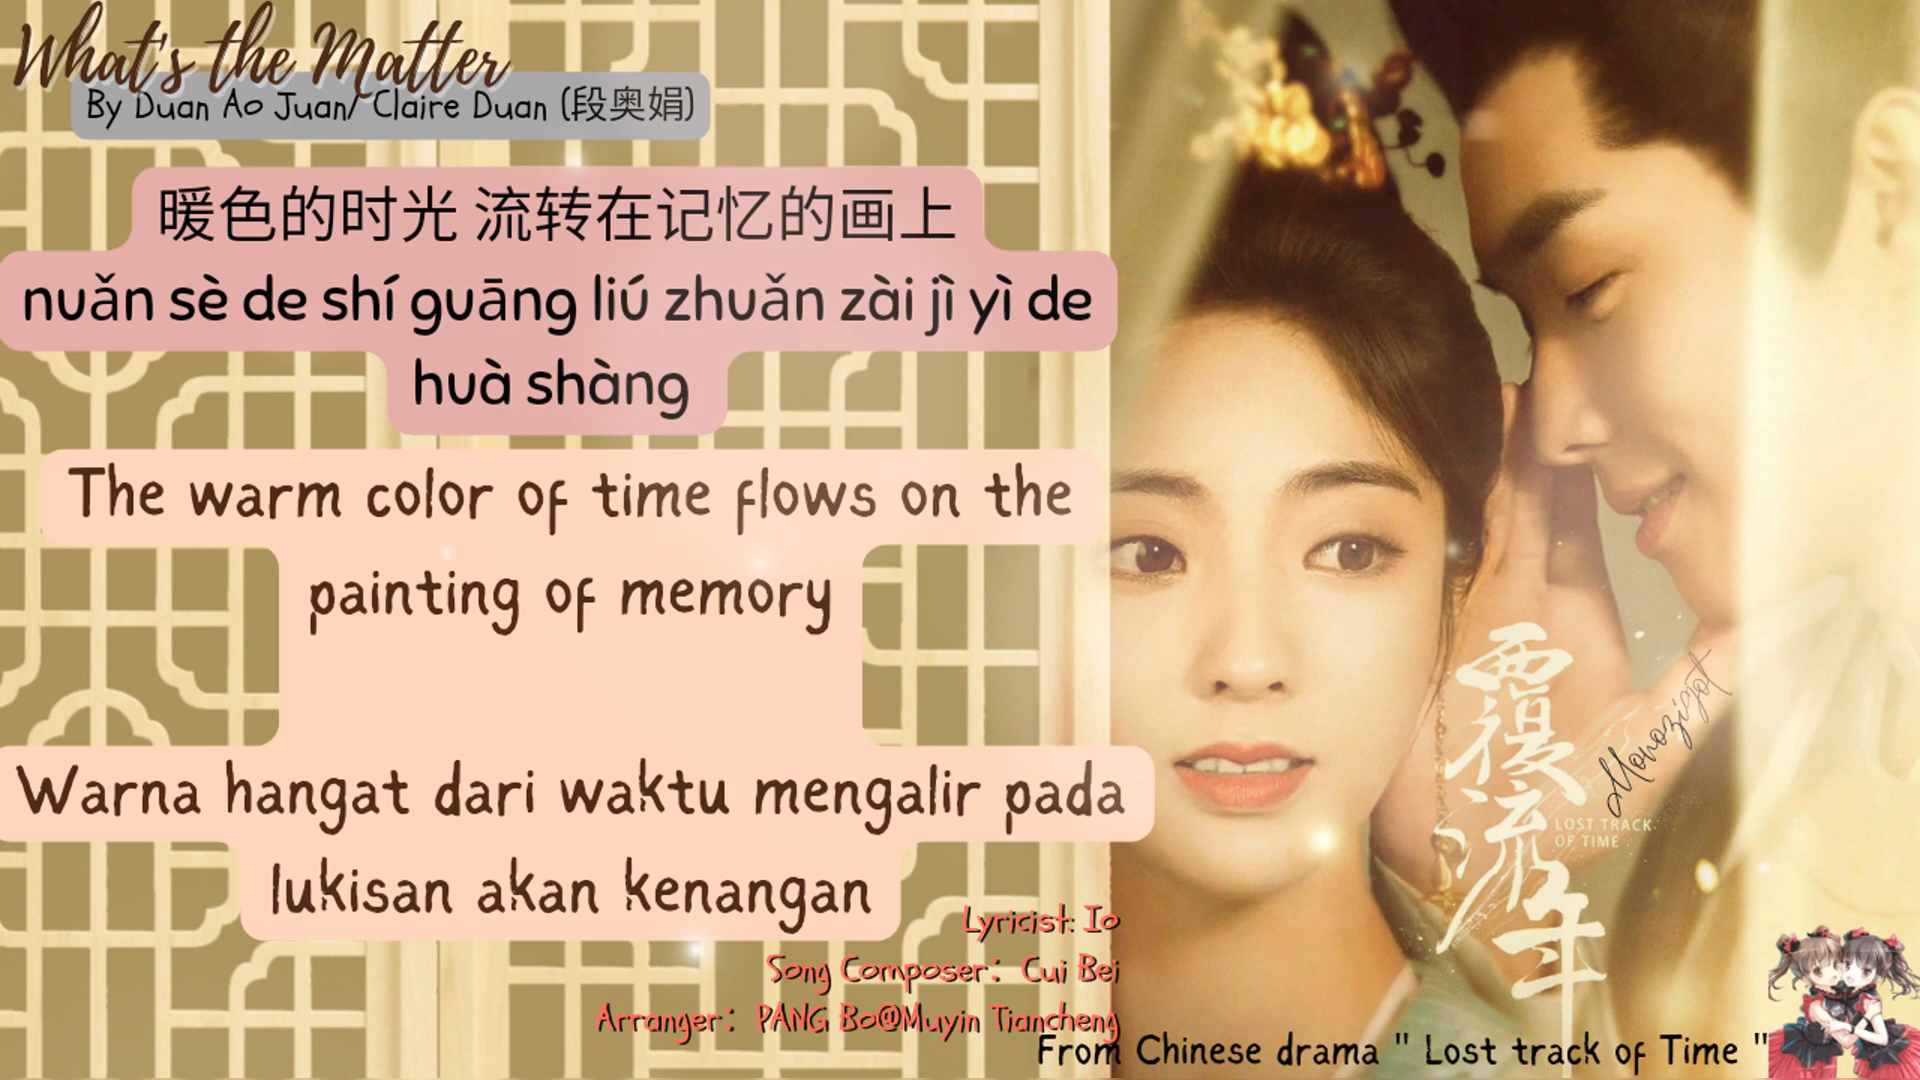 What's the Matter
By Duan Ao Juan/ Claire Duan (段奥娟)
暖色的时光 流转在记忆的画上
nuǎn sè de shí guāng liú zhuǎn zài jì yì de
huà shàng
The warm color of time flows on the
painting of memory
Warna hangat dari waktu mengalir pada
lukisan akan kenangan
Lyricist: Io
Song Composer：Cui Bei
Arranger：PANG Bo@Muyin Tiancheng
From Chinese drama " Lost track of Time "
覆流年
LOST TRACK
OF TIME
Monozigot